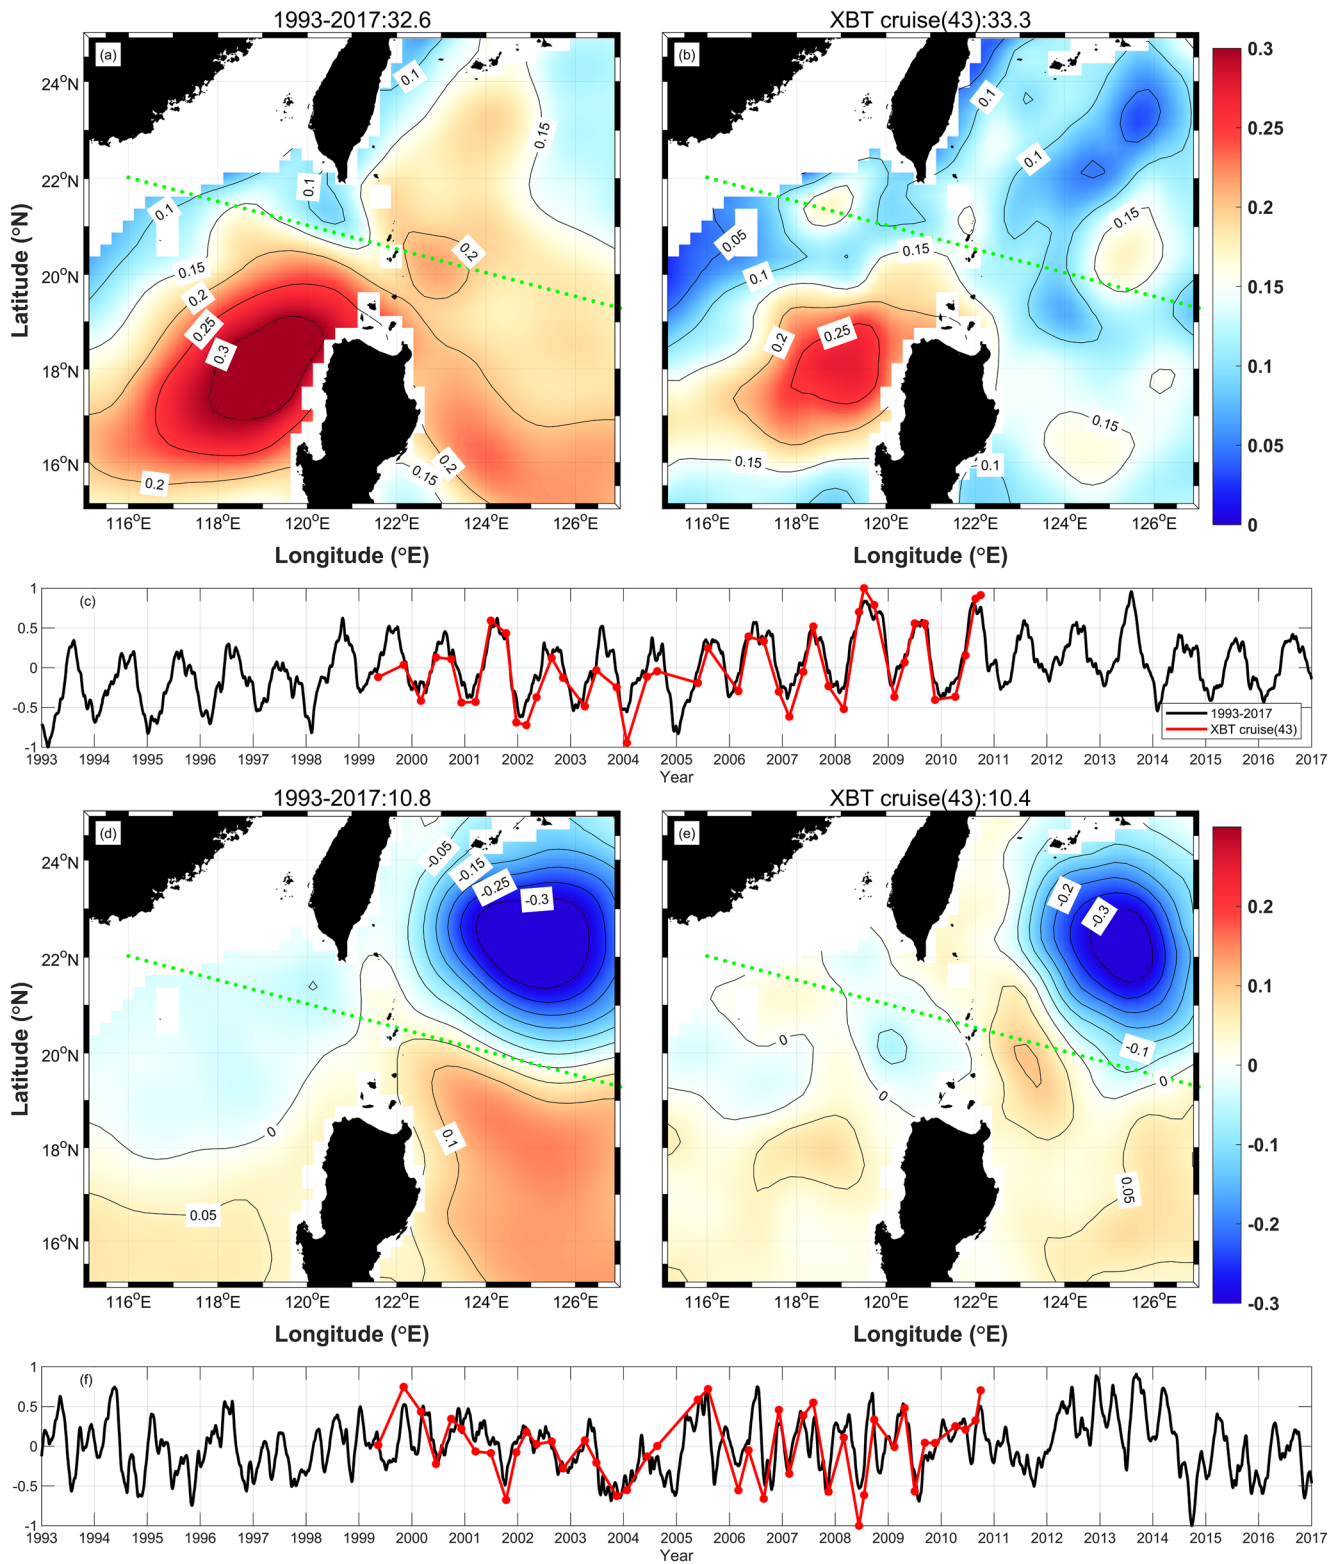 1993-2017:32.6
XBT cruise(43):33.3
(a)
(b)
24°N
22°N
20°N
18°N
16°N
Latitude (°N)
0.1
0.15
0.1
0.1
0.15
0.2
0.2
0.25
0.3
0.2
0.15
0.2
24°N
22°N
20°N
18°N
16°N
0.1
0.1
0.15
0.05
0.15
0.1
0.25
0.2
0.15
0.15
0.1
0.3
0.25
0.2
0.15
0.1
0.05
0
116°E 118°E 120°E 122°E 124°E 126°E
116°E 118°E 120°E 122°E 124°E 126°E
Longitude (°E)
Longitude (°E)
(c)
1
0.5
0
-0.5
-1
1993-2017
XBT cruise(43)
1993 1994 1995 1996 1997 1998 1999 2000 2001 2002 2003 2004 2005 2006 2007 2008 2009 2010 2011 2012 2013 2014 2015 2016 2017
Year
1993-2017:10.8
XBT cruise(43):10.4
(d)
(e)
24°N
22°N
20°N
18°N
16°N
Latitude (°N)
-0.05
-0.15
-0.25
-0.3
0
0.1
0.05
24°N
22°N
20°N
18°N
16°N
-0.2
-0.3
0
-0.1
0
0
0.05
0.2
0.1
0
-0.1
-0.2
-0.3
116°E 118°E 120°E 122°E 124°E 126°E
116°E 118°E 120°E 122°E 124°E 126°E
Longitude (°E)
Longitude (°E)
(f)
1
0.5
0
-0.5
-1
1993 1994 1995 1996 1997 1998 1999 2000 2001 2002 2003 2004 2005 2006 2007 2008 2009 2010 2011 2012 2013 2014 2015 2016 2017
Year